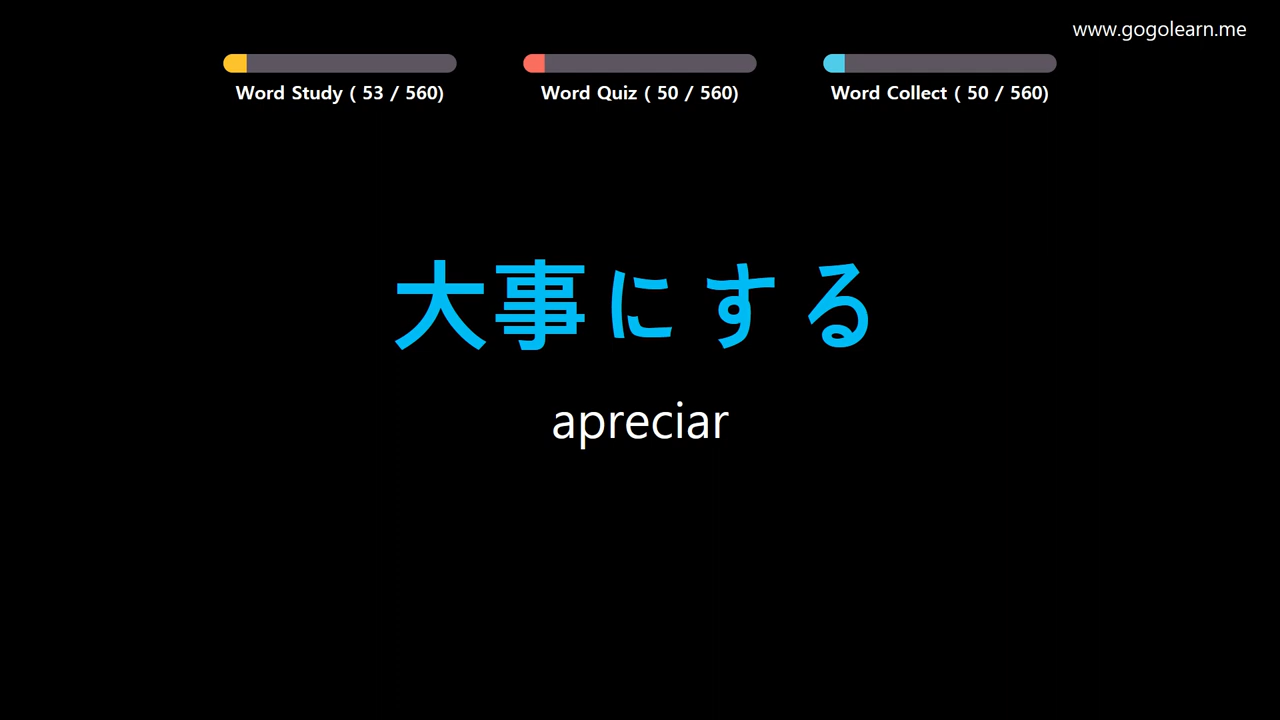 www.gogolearn.me
Word Study ( 53 / 560)
Word Quiz ( 50 / 560)
Word Collect ( 50 / 560)
大事にする
apreciar